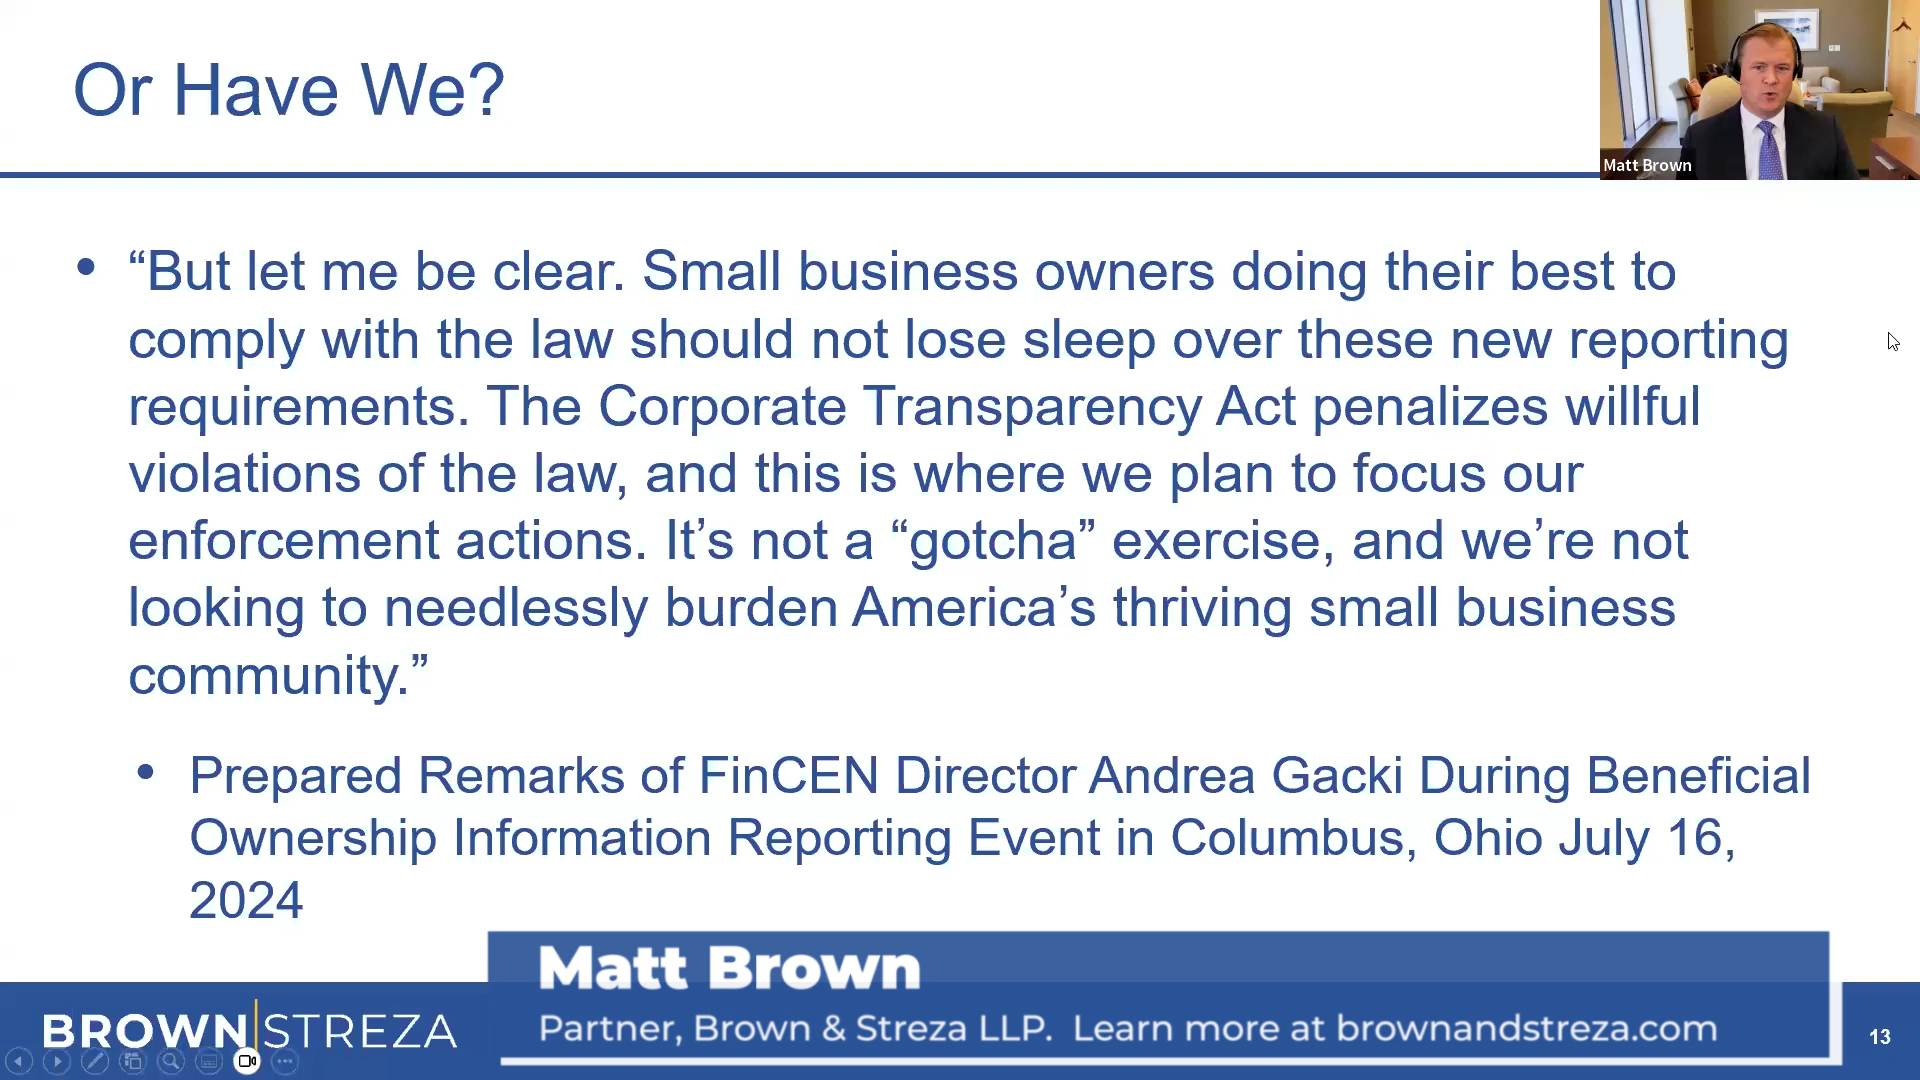 Or Have We?
Matt Brown
• “But let me be clear. Small business owners doing their best to
comply with the law should not lose sleep over these new reporting
requirements. The Corporate Transparency Act penalizes willful
violations of the law, and this is where we plan to focus our
enforcement actions. It’s not a “gotcha” exercise, and we’re not
looking to needlessly burden America’s thriving small business
community.”
• Prepared Remarks of FinCEN Director Andrea Gacki During Beneficial
Ownership Information Reporting Event in Columbus, Ohio July 16,
2024
Matt Brown
Partner, Brown & Streza LLP. Learn more at brownandstreza.com
BROWN|STREZA
13